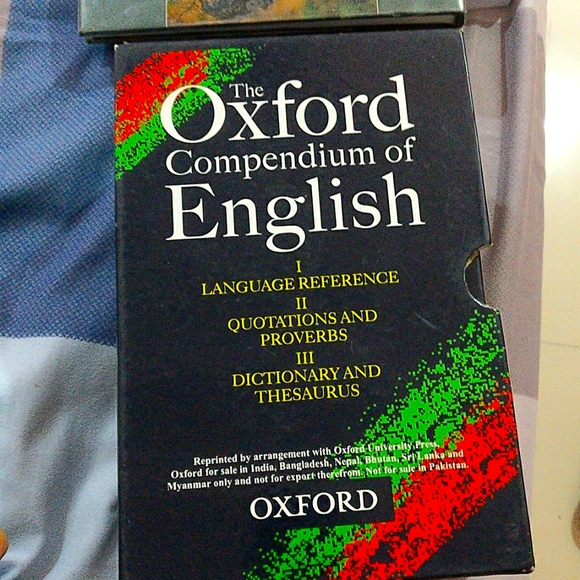 The
Oxford
Compendium of
English
I
LANGUAGE REFERENCE
II
QUOTATIONS AND
PROVERBS
III
DICTIONARY AND
THESAURUS
Reprinted by arrangement with Oxford University Press,
Oxford for sale in India, Bangladesh, Nepal, Bhutan, Sri Lanka and
Myanmar only and not for export therefrom. Not for sale in Pakistan.
OXFORD